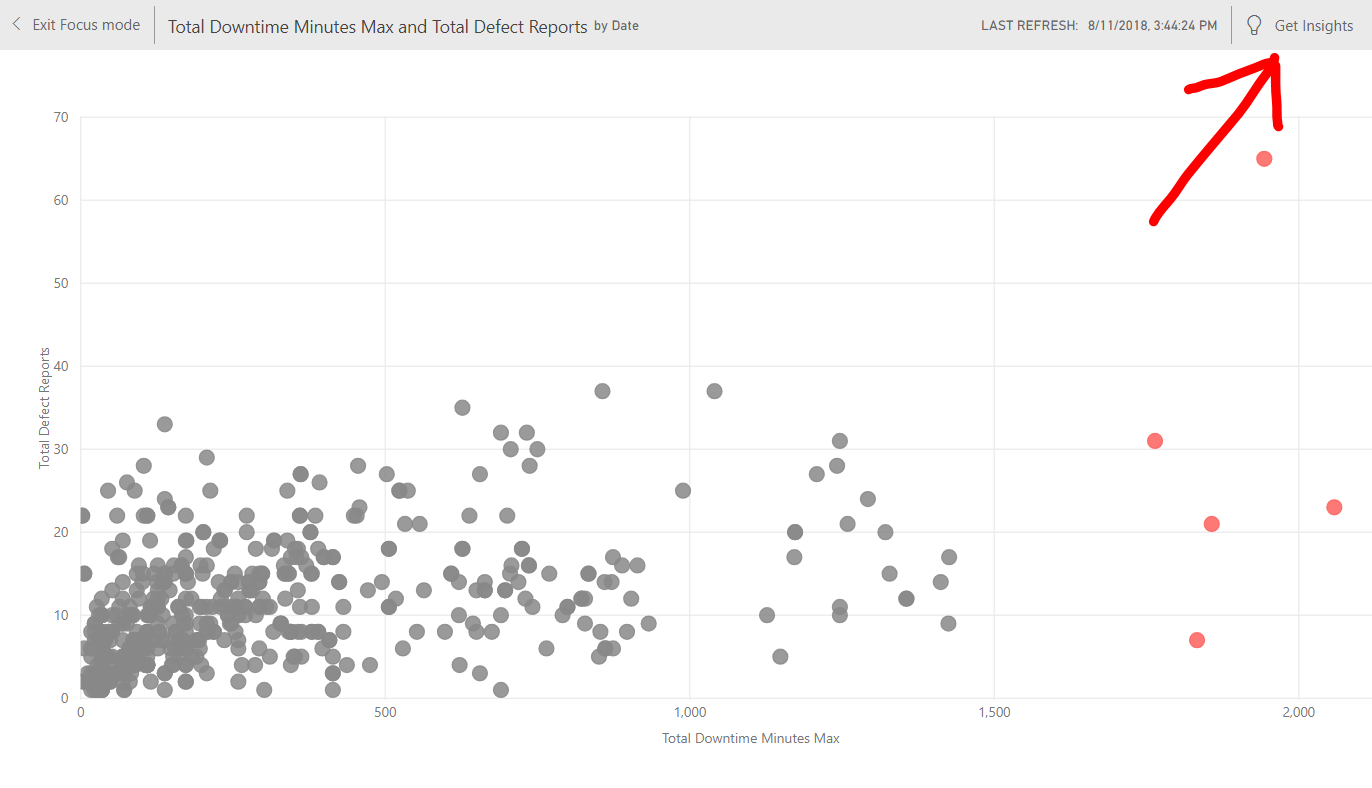 Exit Focus mode
Total Downtime Minutes Max and Total Defect Reports by Date
LAST REFRESH: 8/11/2018, 3:44:24 PM
Get Insights
70
60
50
40
30
20
10
0
Total Defect Reports
0
500
1,000
1,500
2,000
Total Downtime Minutes Max